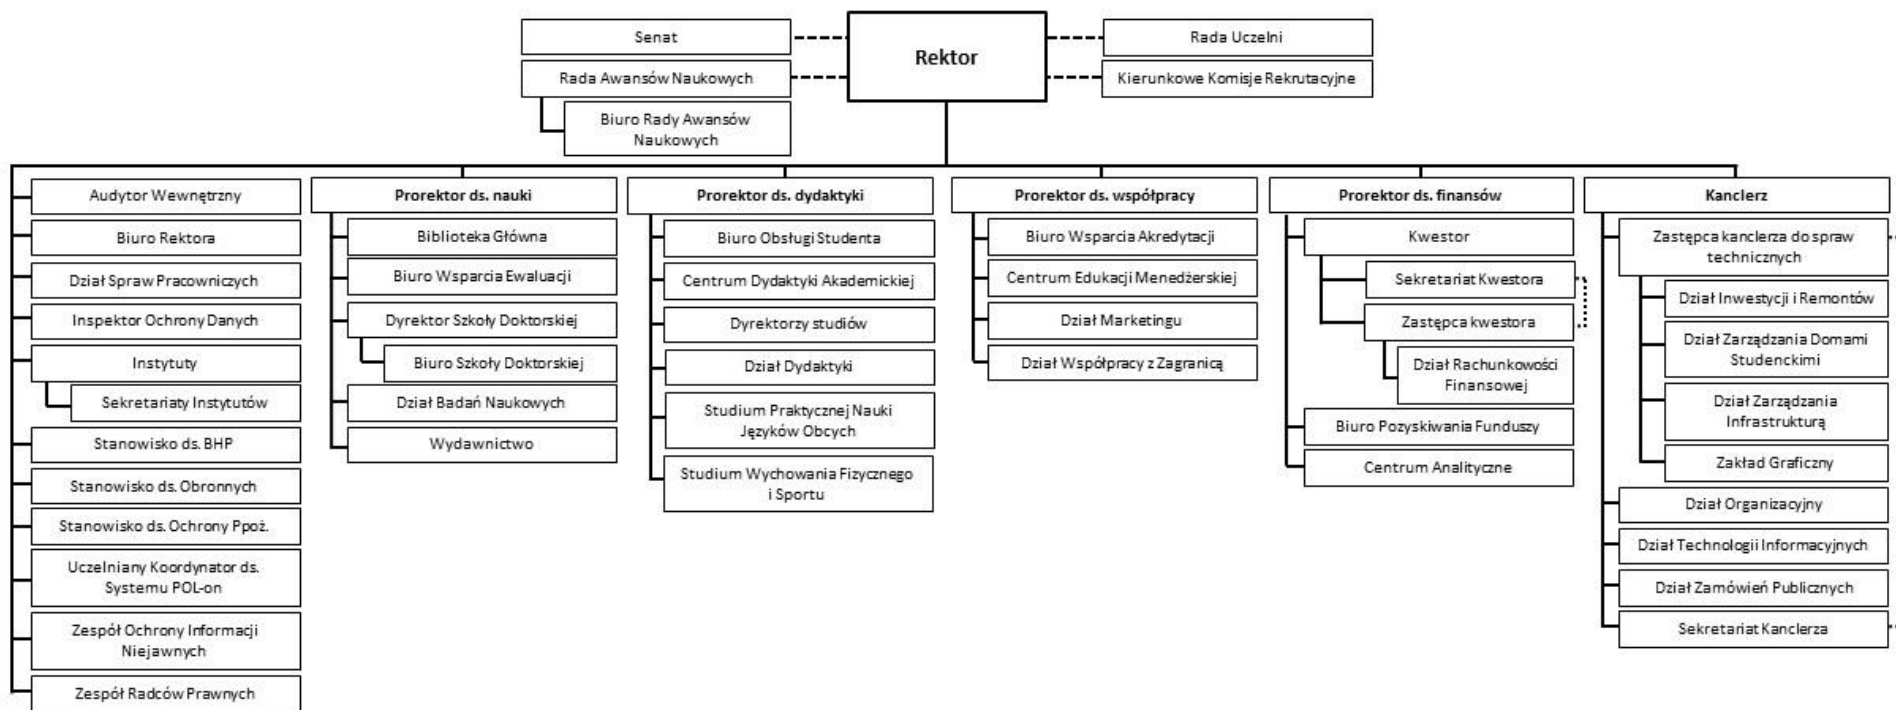 Senat
Rektor
Rada Uczelni
Rada Awansów Naukowych
Kierunkowe Komisje Rekrutacyjne
Biuro Rady Awansów
Naukowych
Audytor Wewnętrzny
Biuro Rektora
Dział Spraw Pracowniczych
Inspektor Ochrony Danych
Instytuty
Sekretariaty Instytutów
Stanowisko ds. BHP
Stanowisko ds. Obronnych
Stanowisko ds. Ochrony Ppoż.
Uczelniany Koordynator ds.
Systemu POL-on
Zespół Ochrony Informacji
Niejawnych
Zespół Radców Prawnych
Prorektor ds. nauki
Biblioteka Główna
Biuro Wsparcia Ewaluacji
Dyrektor Szkoły Doktorskiej
Biuro Szkoły Doktorskiej
Dział Badań Naukowych
Wydawnictwo
Prorektor ds. dydaktyki
Biuro Obsługi Studenta
Centrum Dydaktyki Akademickiej
Dyrektorzy studiów
Dział Dydaktyki
Studium Praktycznej Nauki
Języków Obcych
Studium Wychowania Fizycznego
i Sportu
Prorektor ds. współpracy
Biuro Wsparcia Akredytacji
Centrum Edukacji Menedżerskiej
Dział Marketingu
Dział Współpracy z Zagranicą
Prorektor ds. finansów
Kwestor
Sekretariat Kwestora
Zastępca kwestora
Dział Rachunkowości
Finansowej
Biuro Pozyskiwania Funduszy
Centrum Analityczne
Kanclerz
Zastępca kanclerza do spraw
technicznych
Dział Inwestycji i Remontów
Dział Zarządzania Domami
Studenckimi
Dział Zarządzania
Infrastrukturą
Zakład Graficzny
Dział Organizacyjny
Dział Technologii Informacyjnych
Dział Zamówień Publicznych
Sekretariat Kanclerza